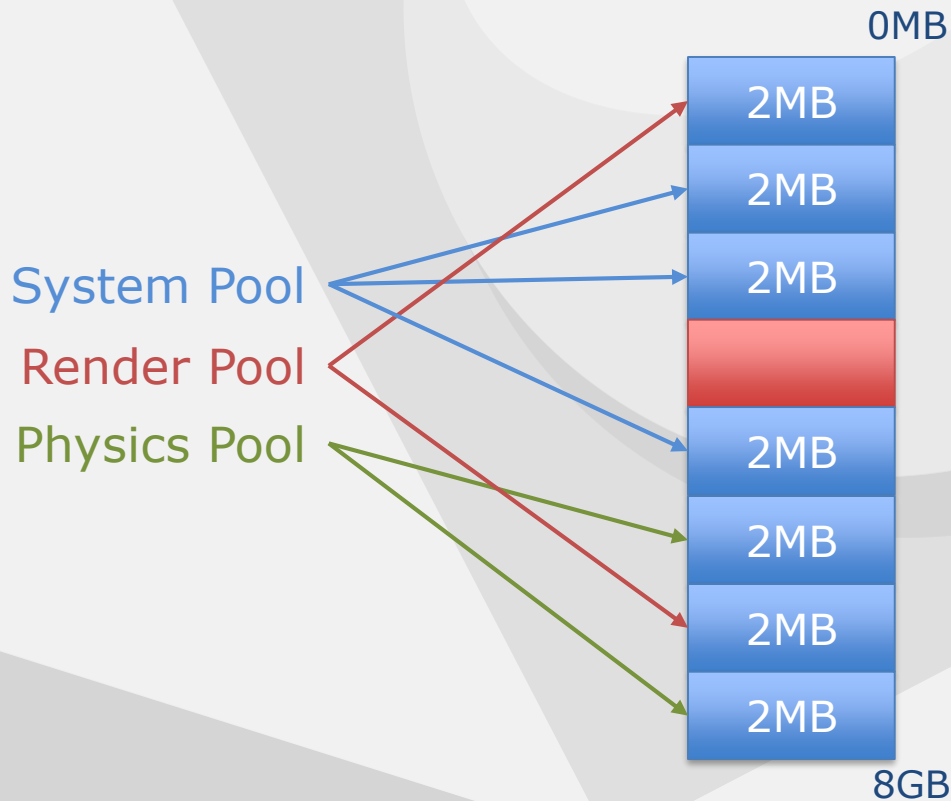 0MB
2MB
2MB
2MB
System Pool
Render Pool
Physics Pool
2MB
2MB
2MB
2MB
8GB